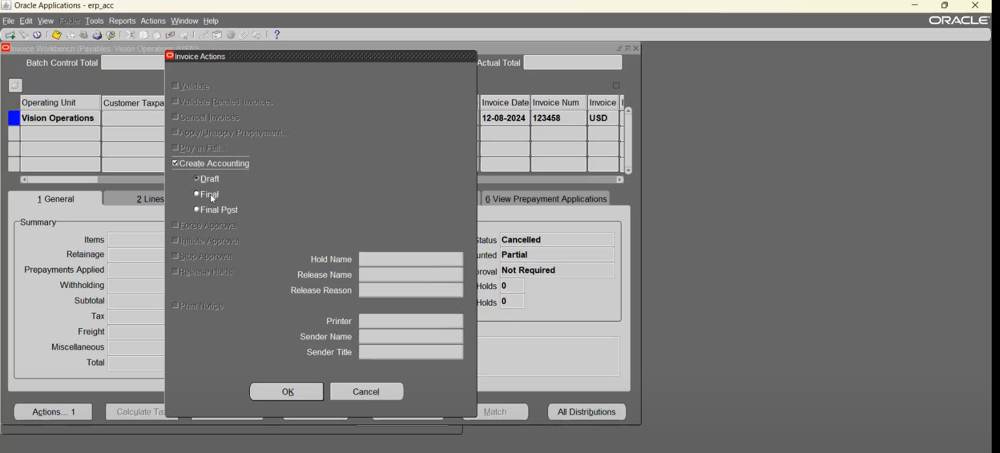 Oracle Applications - erp_acc
File Edit View Folder Tools Reports Actions Window Help
ORACLE
Invoice Workbench (Payables, Vision Operations (USA))
Batch Control Total
Actual Total
Operating Unit Customer Taxpa
Invoice Date Invoice Num Invoice
Vision Operations
12-08-2024 123458 USD
1 General 2 Lines
6 View Prepayment Applications
Summary
Items
Retainage
Prepayments Applied
Withholding
Subtotal
Tax
Freight
Miscellaneous
Total
Status Cancelled
unted Partial
proval Not Required
Holds 0
Holds 0
Actions... 1 Calculate Ta
Match All Distributions
Invoice Actions
Validate
Validate Related Invoices
Cancel Invoices
Apply/Unapply Prepayment...
Pay in Full...
Create Accounting
Draft
Final
Final Post
Force Approval
Initiate Approval
Stop Approval
Release Holds
Hold Name
Release Name
Release Reason
Print Notice
Printer
Sender Name
Sender Title
OK Cancel